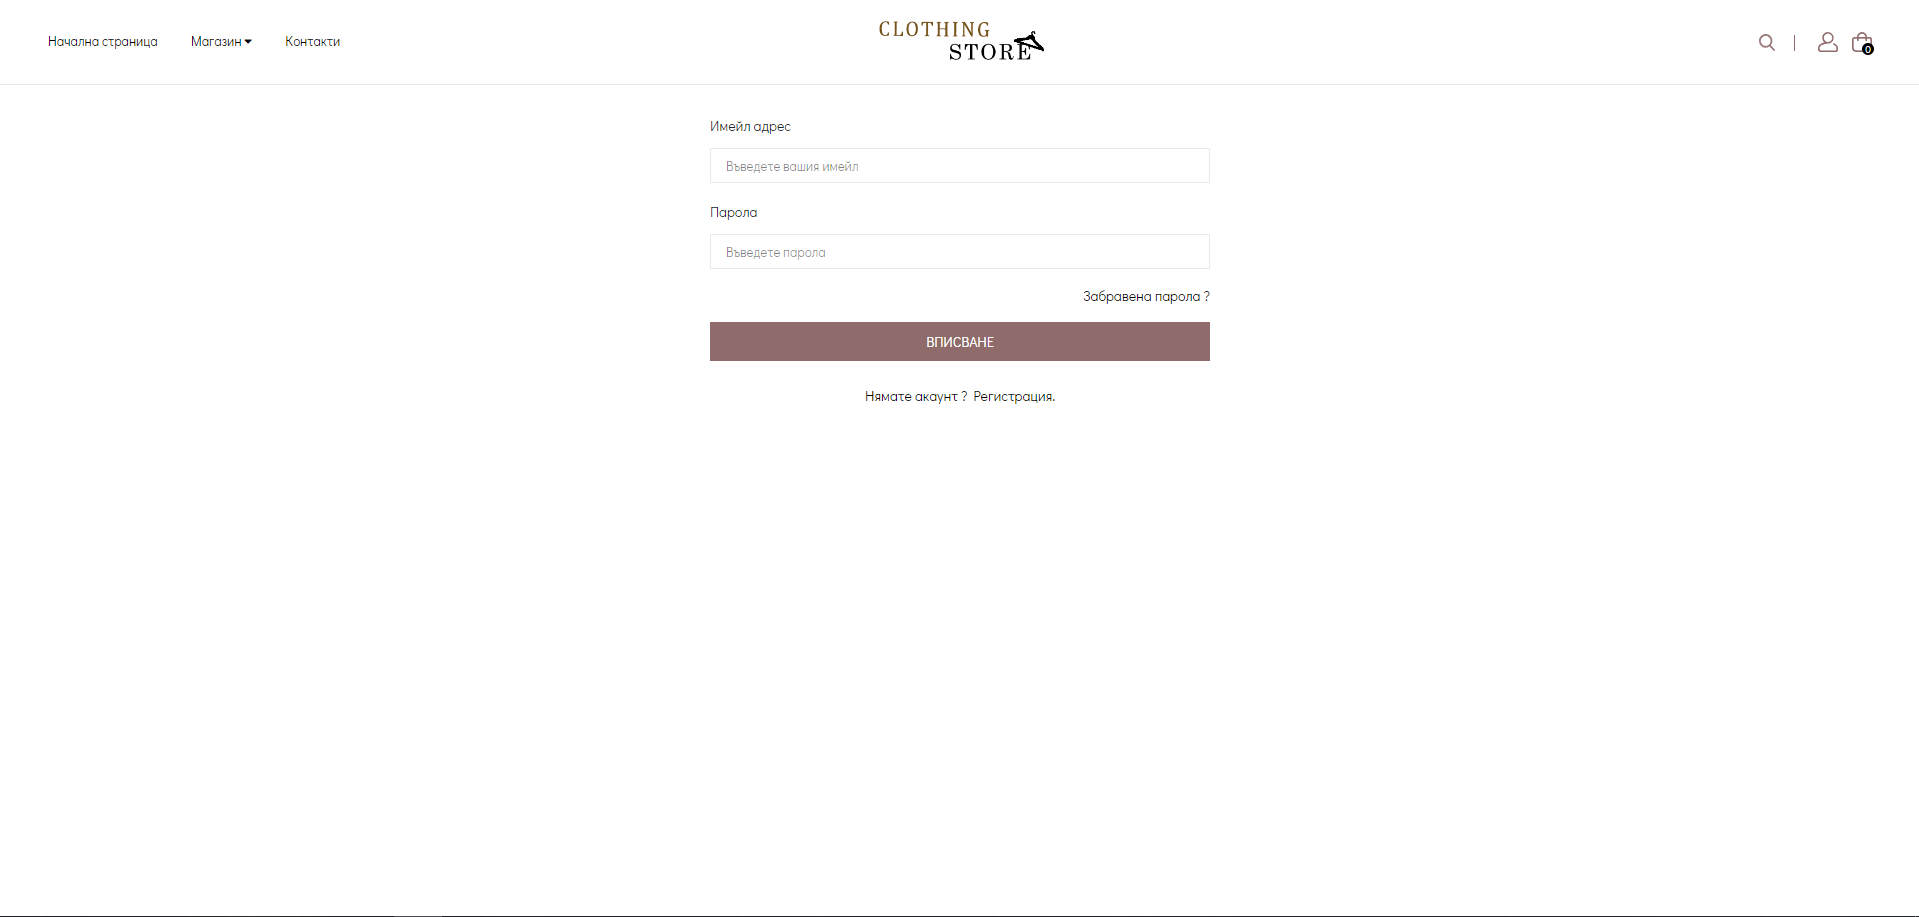 Начална страница Магазин Контакти
CLOTHING
STORE
0
Имейл адрес
Въведете вашия имейл
Парола
Въведете парола
Забравена парола ?
ВПИСВАНЕ
Нямате акаунт ? Регистрация.